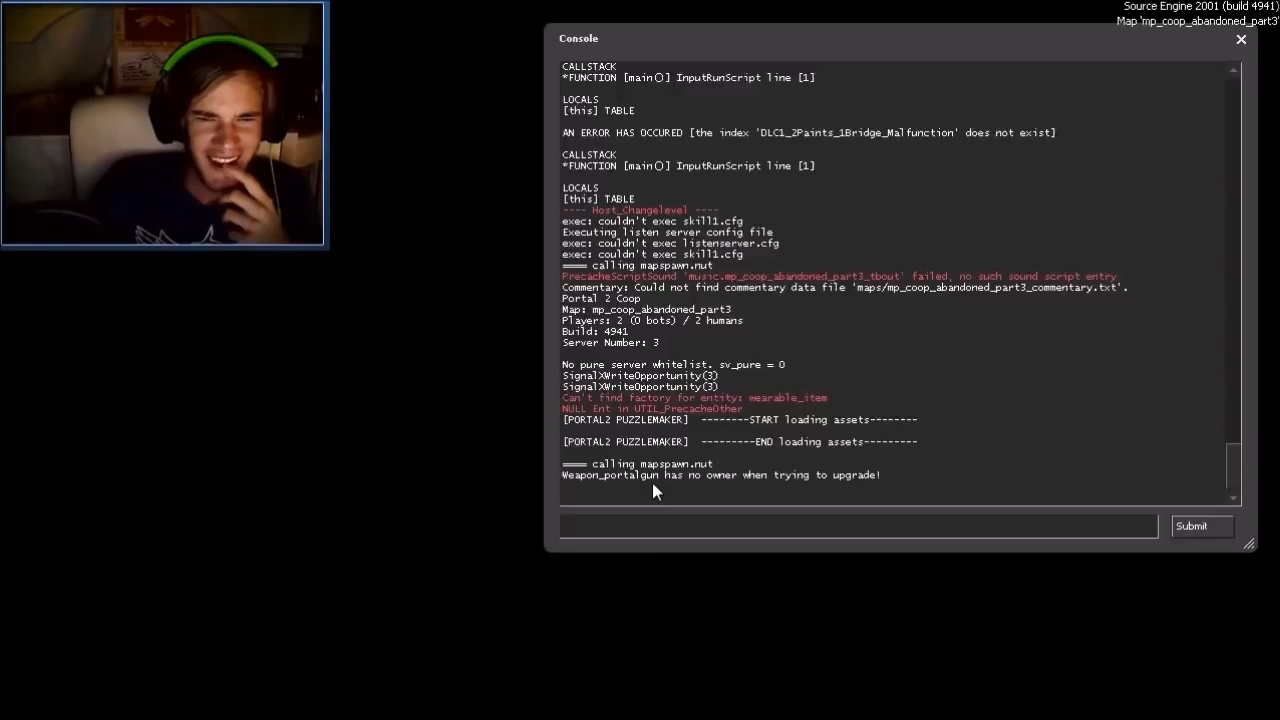 Source Engine 2001 (build 4941)
Map 'mp_coop_abandoned_part3'
Console
CALLSTACK
*FUNCTION [main()] InputRunScript line [1]
LOCALS
[this] TABLE
AN ERROR HAS OCCURED [the index 'DLC1_2Paints_1Bridge_Malfunction' does not exist]
CALLSTACK
*FUNCTION [main()] InputRunScript line [1]
LOCALS
[this] TABLE
---- Host_Changelevel ----
exec: couldn't exec skill1.cfg
Executing listen server config file
exec: couldn't exec listenserver.cfg
exec: couldn't exec skill1.cfg
==== calling mapspawn.nut
PrecacheScriptSound 'music.mp_coop_abandoned_part3_tbout' failed, no such sound script entry
Commentary: Could not find commentary data file 'maps/mp_coop_abandoned_part3_commentary.txt'.
Portal 2 Coop
Map: mp_coop_abandoned_part3
Players: 2 (0 bots) / 2 humans
Build: 4941
Server Number: 3
No pure server whitelist. sv_pure = 0
SignalXWriteOpportunity(3)
SignalXWriteOpportunity(3)
Can't find factory for entity: wearable_item
NULL Ent in UTIL_PrecacheOther
[PORTAL2 PUZZLEMAKER] --------START loading assets--------
[PORTAL2 PUZZLEMAKER] ---------END loading assets---------
==== calling mapspawn.nut
Weapon_portalgun has no owner when trying to upgrade!
Submit